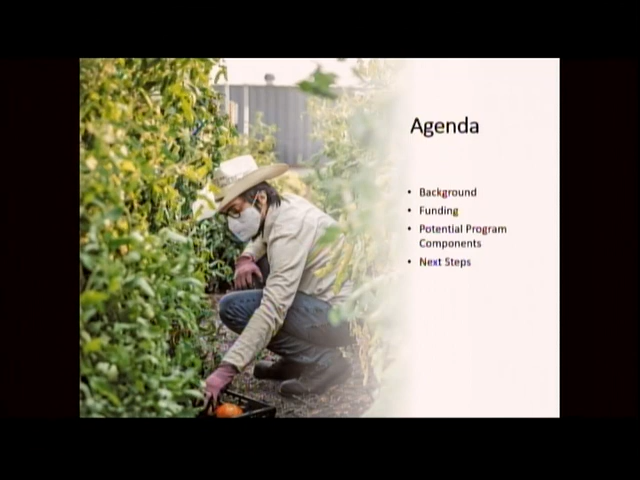 Agenda
• Background
• Funding
• Potential Program
Components
• Next Steps